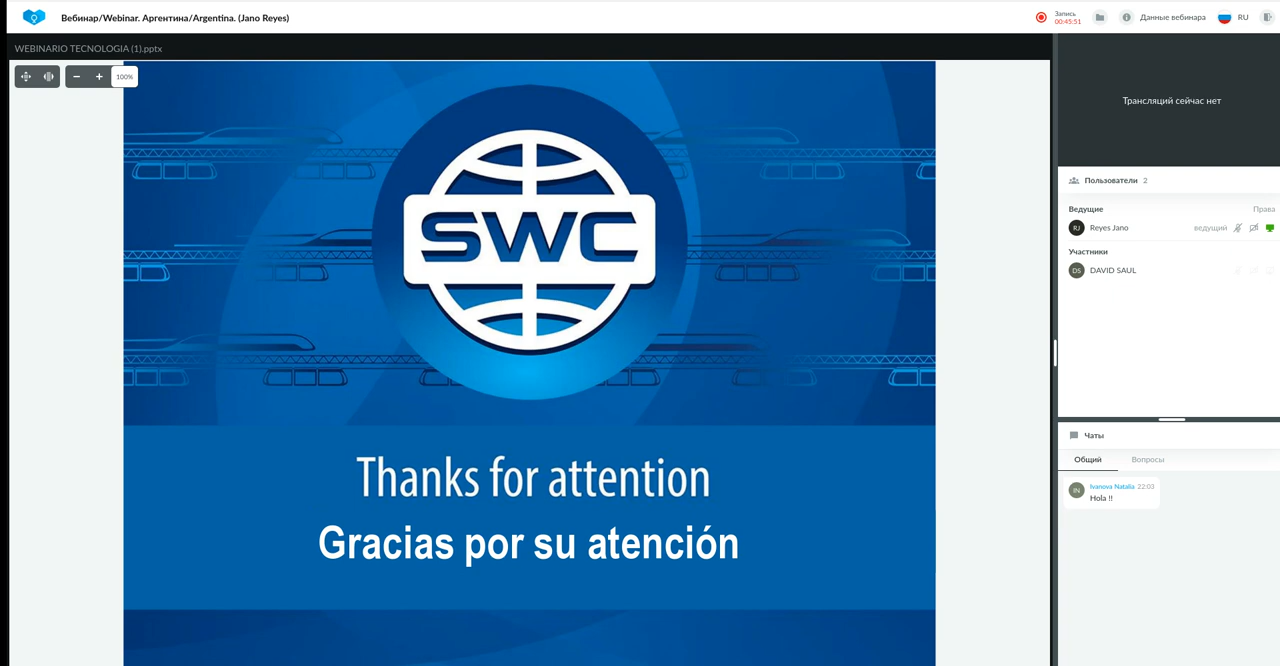 Вебинар/Webinar. Аргентина/Argentina. (Jano Reyes)
Запись
00:45:51
Данные вебинара
RU
WEBINARIO TECNOLOGIA (1).pptx
100%
SWC
Thanks for attention
Gracias por su atención
Трансляций сейчас нет
Пользователи 2
Ведущие Права
RJ Reyes Jano ведущий
Участники
DS DAVID SAUL
Чаты
Общий Вопросы
IN Ivanova Natalia 22:03
Hola !!